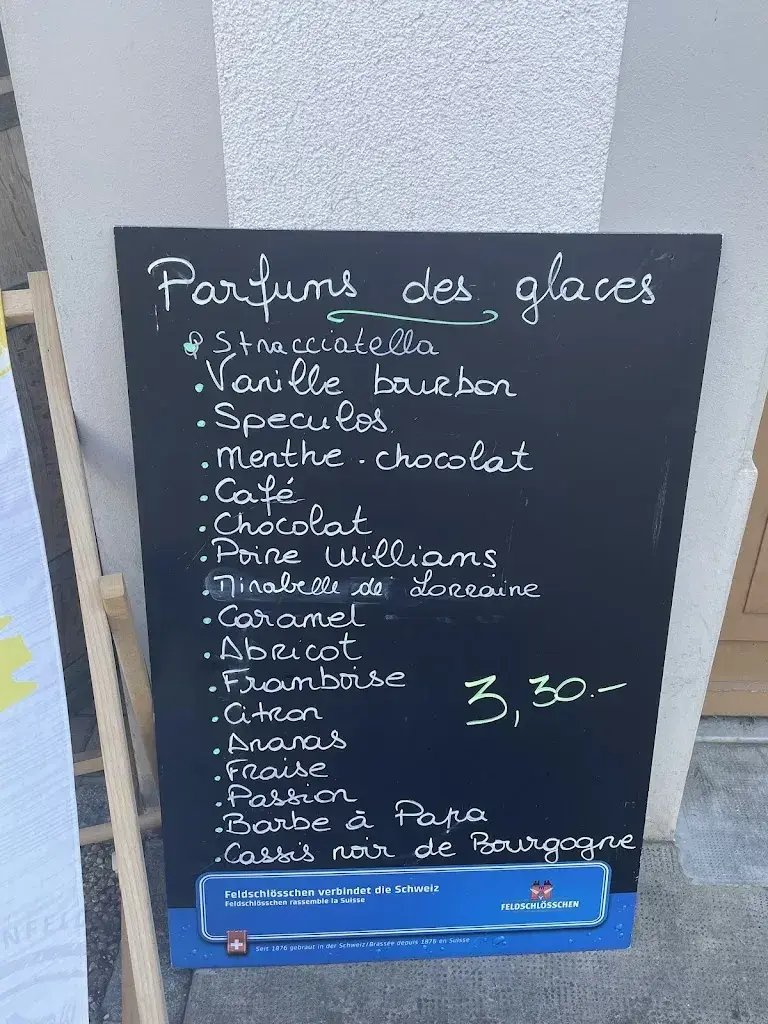 Parfums des glaces
Stracciatella
. Vanille bourbon
. Speculos
. menthe - chocolat
. Café
. Chocolat
. Poire Williams
. Mirabelle de Lorraine
. Caramel
. Abricot
. Framboise
3,30.-
. Citron
. Ananas
. Fraise
. Passion
. Barbe à Papa
. Cassis noir de Bourgogne
Feldschlösschen verbindet die Schweiz
Feldschlösschen rassemble la Suisse
FELDSCHLÖSSCHEN
Seit 1876 gebraut in der Schweiz/Brassée depuis 1876 en Suisse